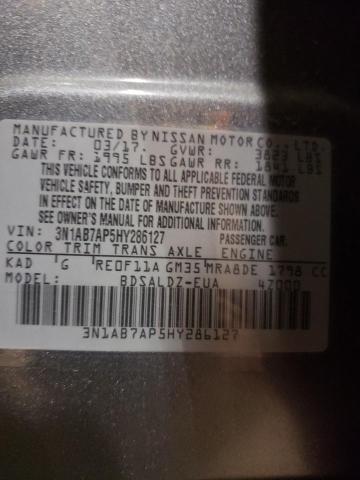 MANUFACTURED BY NISSAN MOTOR CO., LTD.
DATE: 03/17. GVWR: 3823 LBS
GAWR FR: 1995 LBS GAWR RR: 1841 LBS
THIS VEHICLE CONFORMS TO ALL APPLICABLE FEDERAL MOTOR
VEHICLE SAFETY, BUMPER AND THEFT PREVENTION STANDARDS
IN EFFECT ON THE DATE OF MANUFACTURE SHOWN ABOVE.
SEE OWNER'S MANUAL OR
VIN: 3N1AB7AP5HY286127 PASSENGER CAR.
COLOR TRIM TRANS AXLE ENGINE
KAD G RE0F11A GM35 MRA8DE 1798 CC
MODEL: BDSALDZ-EUA 47000
3N1AB7AP5HY286127